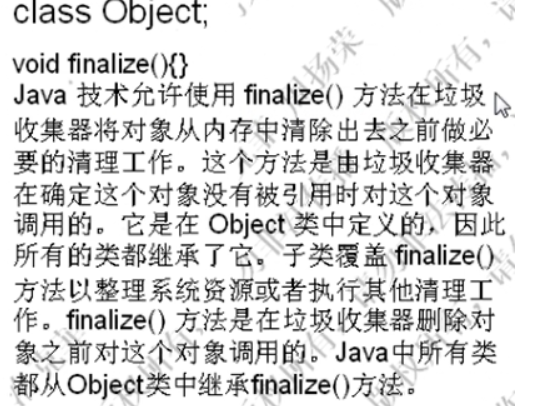 class Object;
void finalize(){}
Java 技术允许使用 finalize() 方法在垃圾
收集器将对象从内存中清除出去之前做必
要的清理工作。这个方法是由垃圾收集器
在确定这个对象没有被引用时对这个对象
调用的。它是在 Object 类中定义的，因此
所有的类都继承了它。子类覆盖 finalize()
方法以整理系统资源或者执行其他清理工
作。finalize() 方法是在垃圾收集器删除对
象之前对这个对象调用的。Java中所有类
都从Object类中继承finalize()方法。